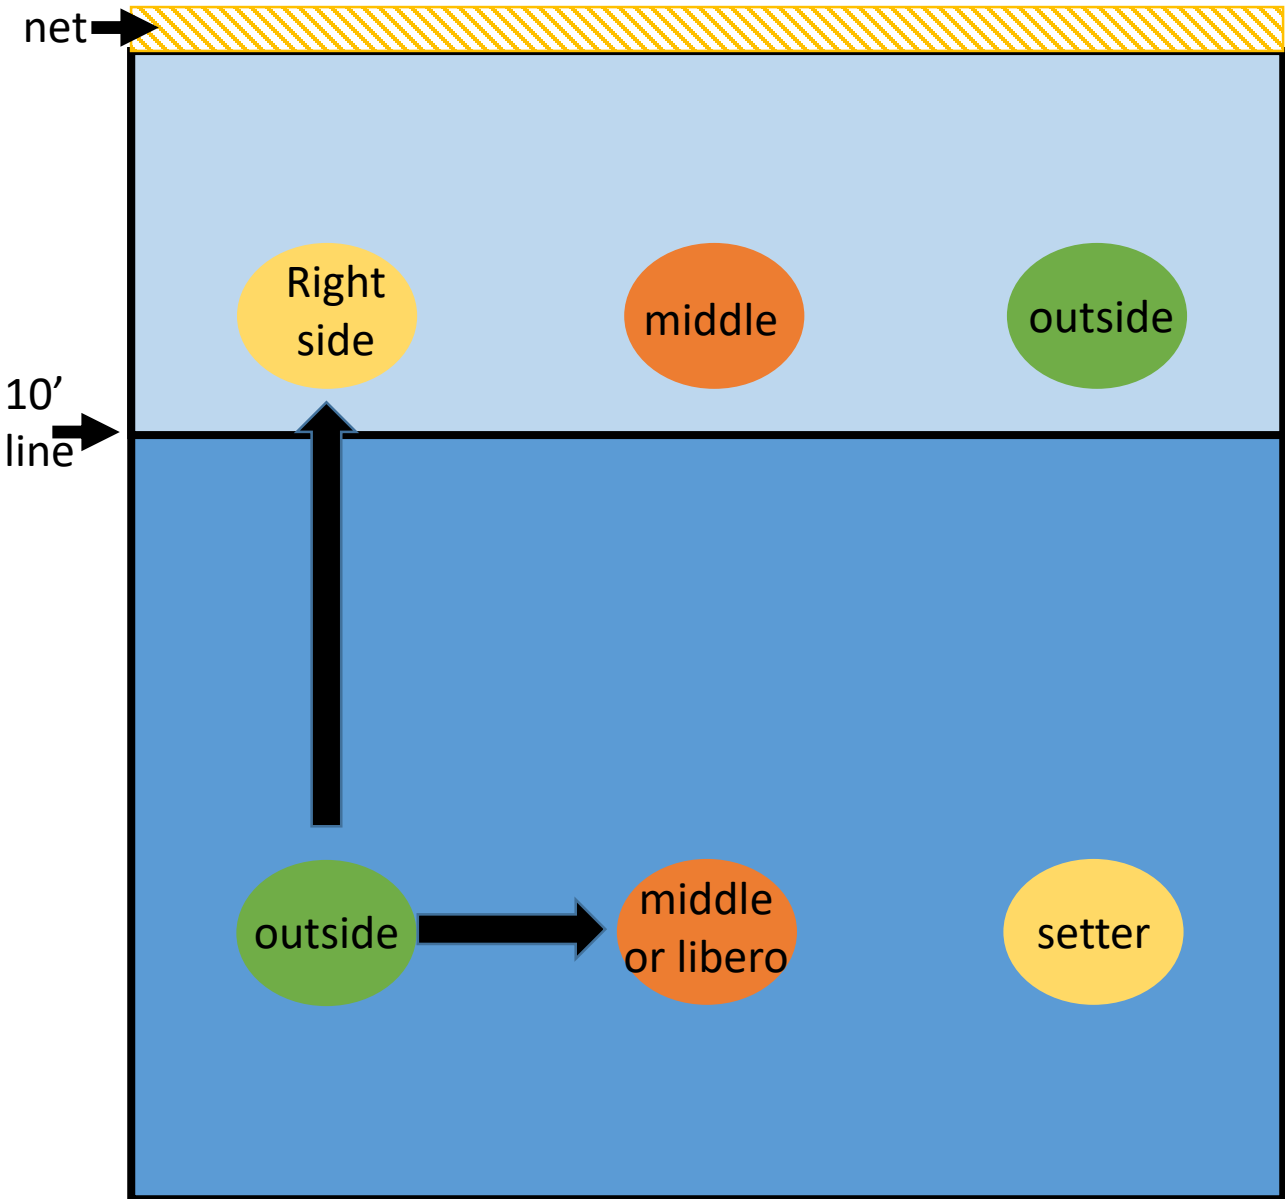 net
Right
side
middle
outside
10’
line
outside
middle
or libero
setter